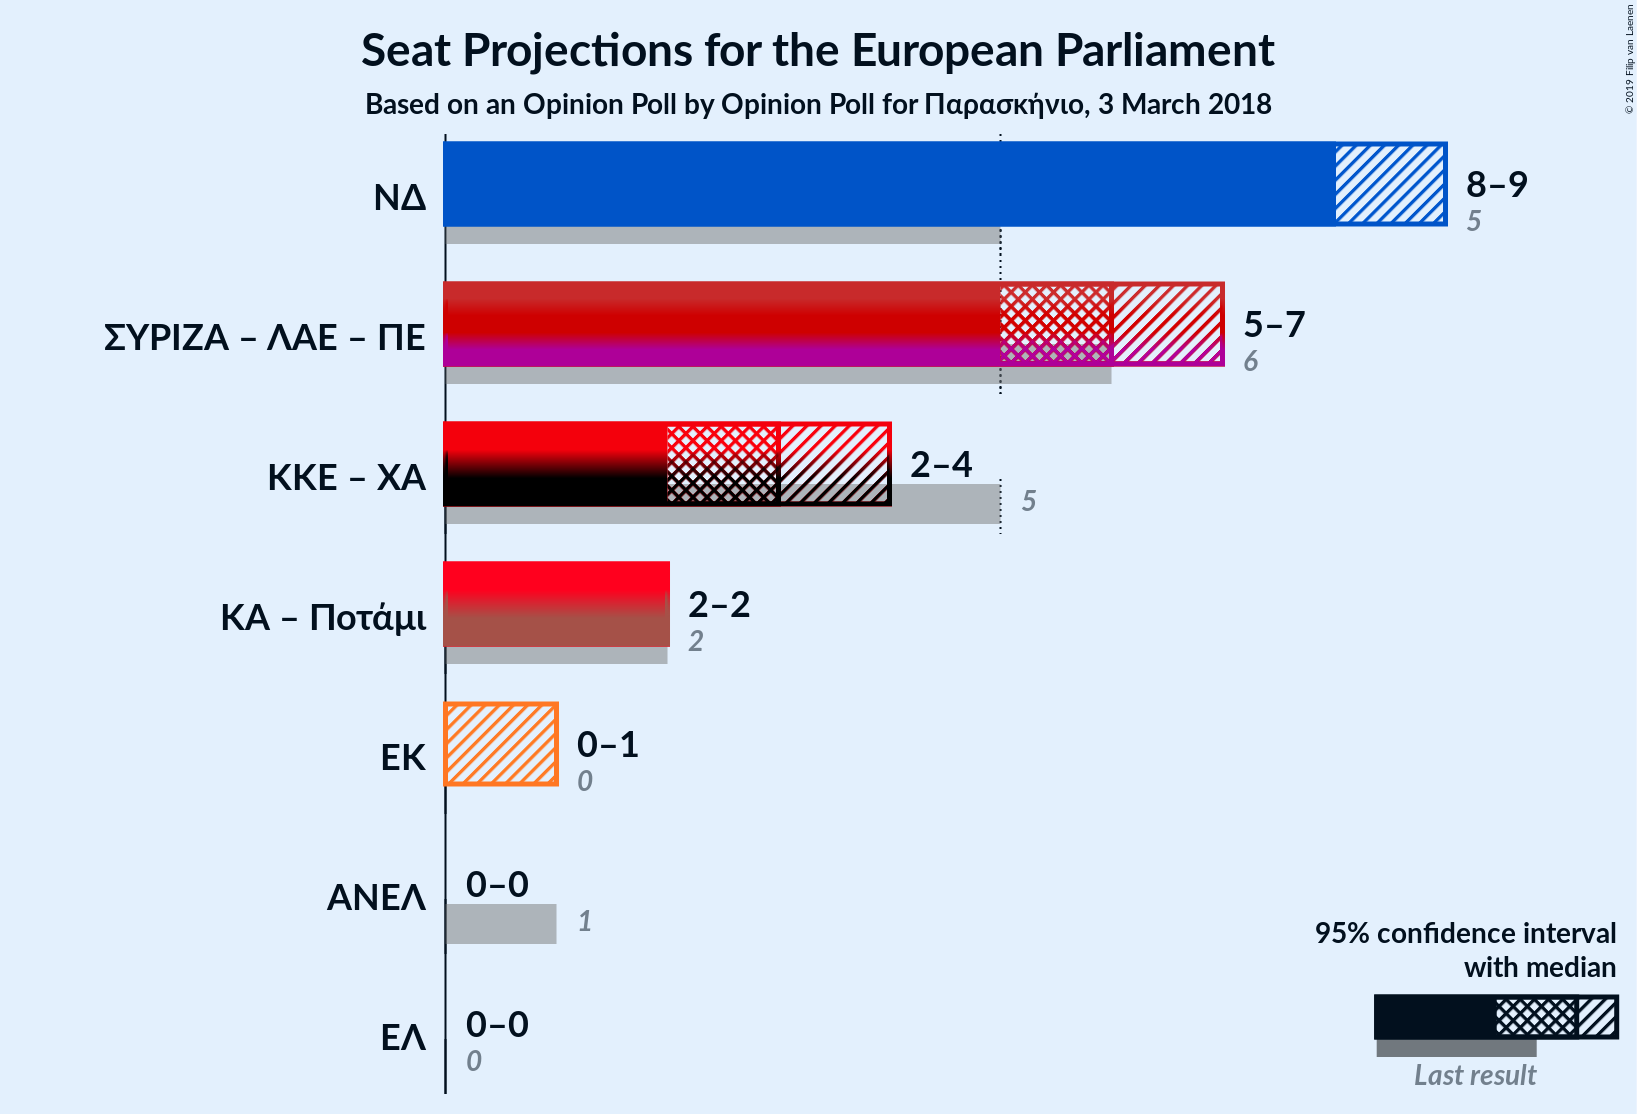 Seat Projections for the European Parliament
Based on an Opinion Poll by Opinion Poll for Παρασκήνιο, 3 March 2018
© 2019 Filip van Laenen
ΝΔ
8–9
5
ΣΥΡΙΖΑ – ΛΑΕ – ΠΕ
5–7
6
ΚΚΕ – ΧΑ
2–4
5
ΚΑ – Ποτάμι
2–2
2
ΕΚ
0–1
0
ΑΝΕΛ
0–0
1
ΕΛ
0–0
0
95% confidence interval
with median
Last result